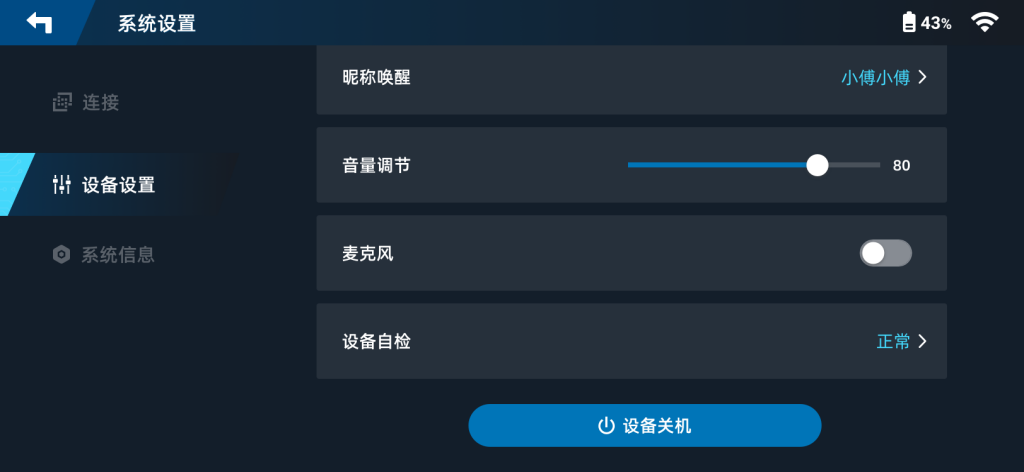 系统设置
43%
连接
设备设置
系统信息
昵称唤醒
小傅小傅
音量调节
80
麦克风
设备自检
正常
设备关机